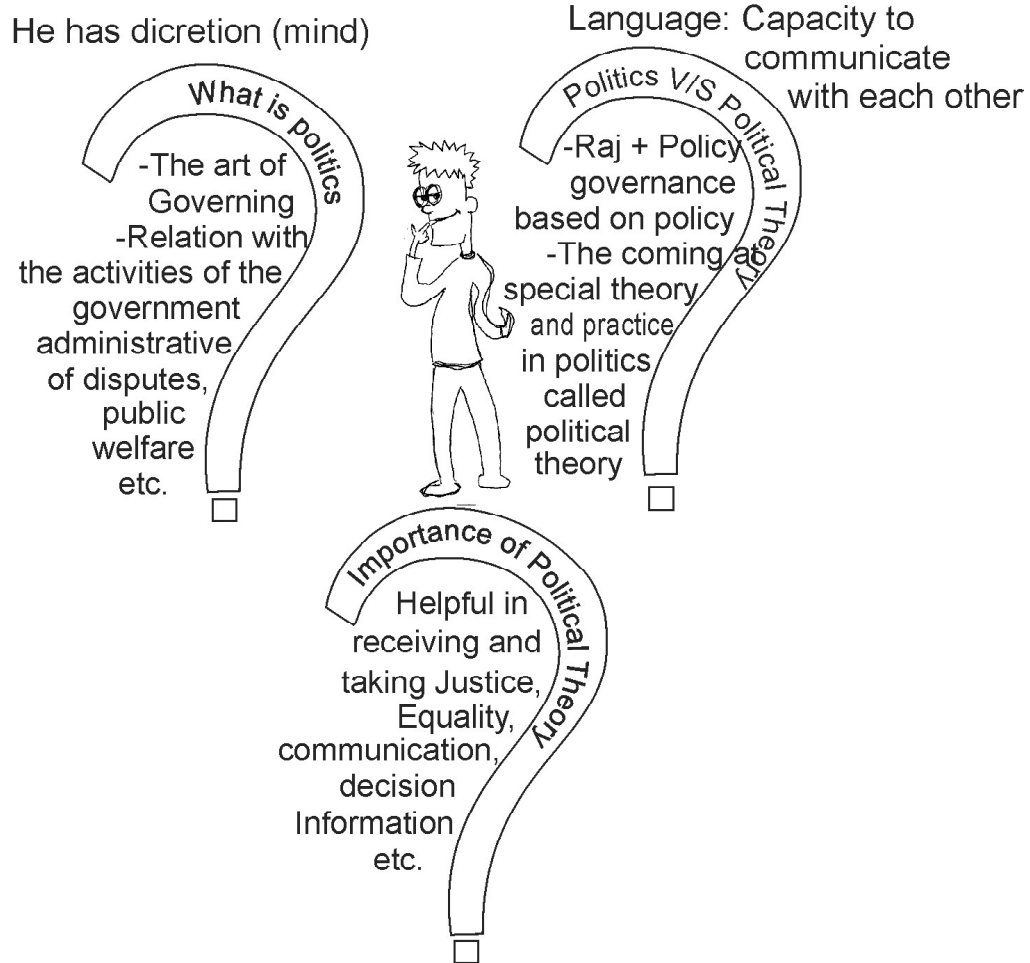 He has dicretion (mind)
Language: Capacity to
communicate
with each other
What is politics
-The art of
Governing
-Relation with
the activities of the
government
administrative
of disputes,
public
welfare
etc.
Politics V/S Political Theory
-Raj + Policy
governance
based on policy
-The coming at
special theory
and practice
in politics
called
political
theory
Importance of Political Theory
Helpful in
receiving and
taking Justice,
Equality,
communication,
decision
Information
etc.